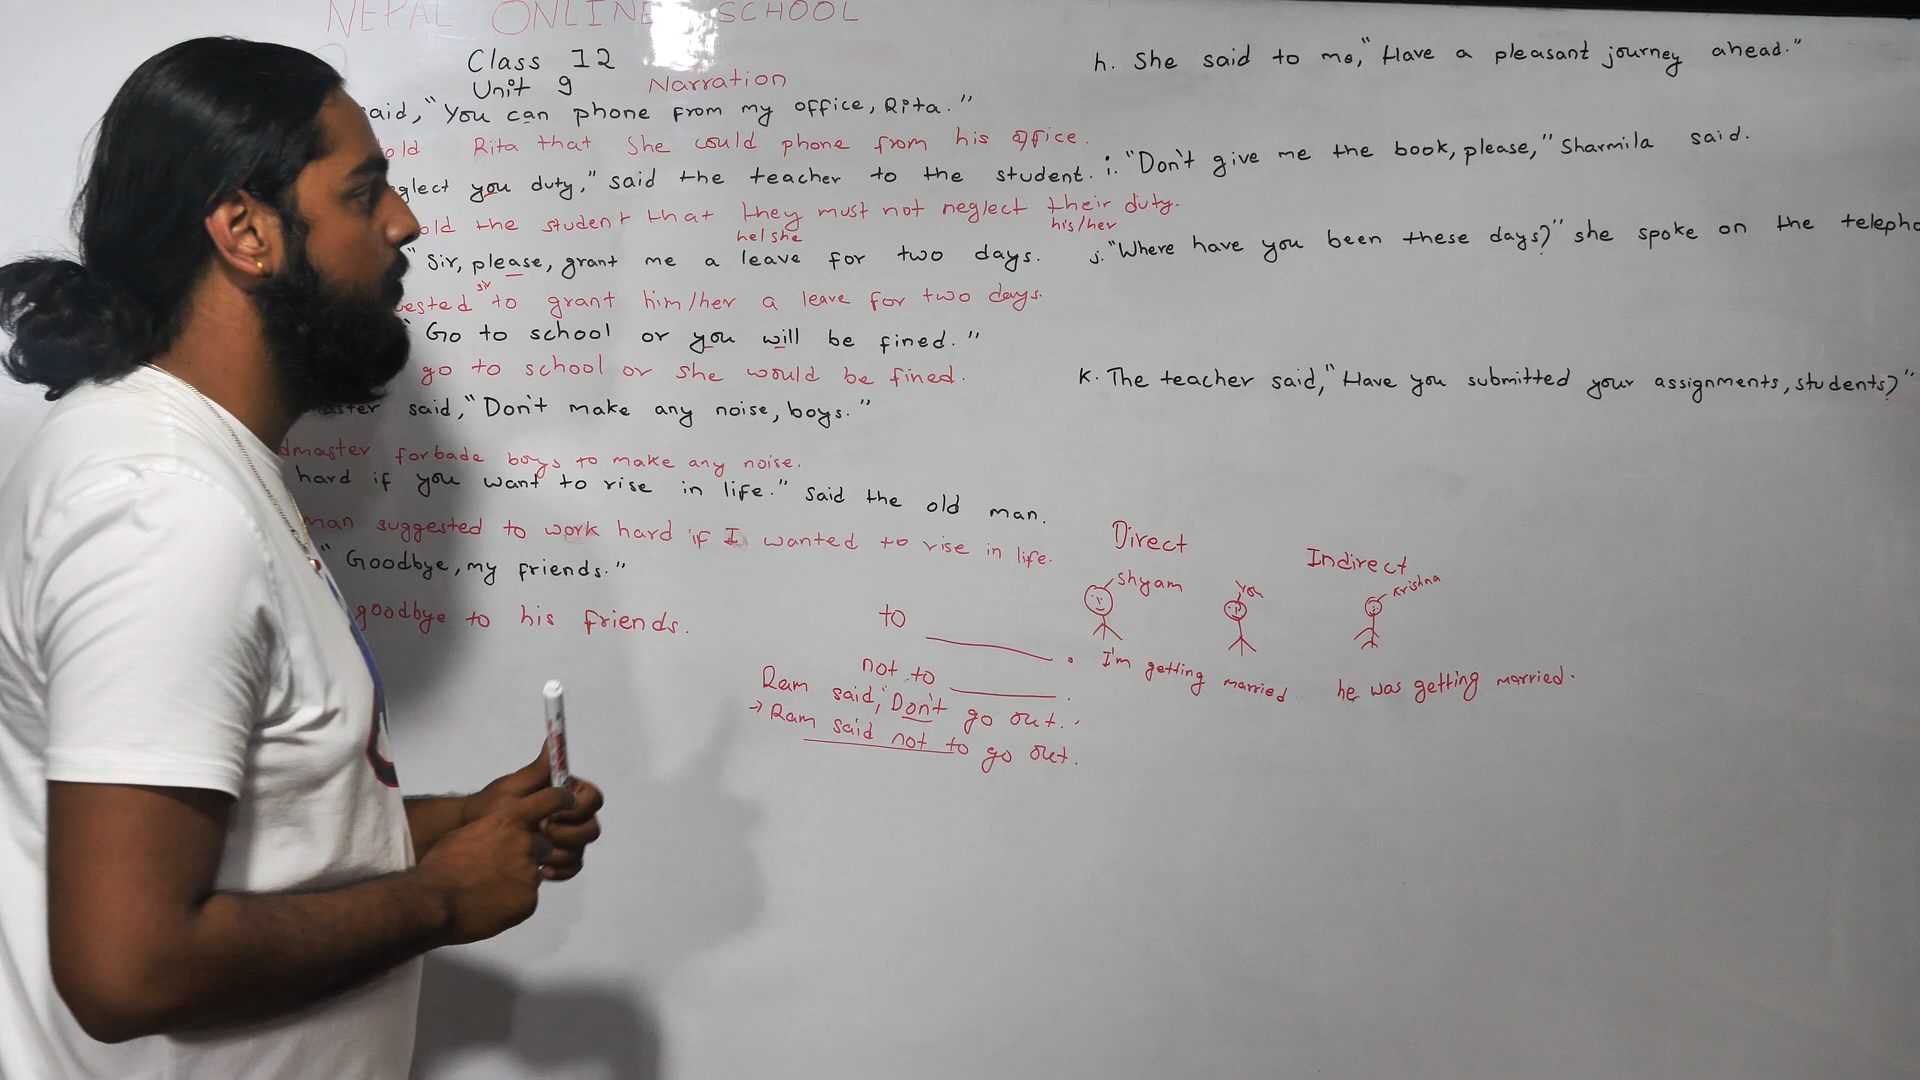 NEPAL ONLINE SCHOOL
Class 12
Unit 9 Narration
said, "You can phone from my office, Rita."
told Rita that She could phone from his office.
neglect you duty," said the teacher to the student.
told the student that they must not neglect their duty.
he/she his/her
"Sir, please, grant me a leave for two days.
sir
uested to grant him/her a leave for two days.
"Go to school or you will be fined."
go to school or she would be fined.
master said, "Don't make any noise, boys."
dmaster forbade boys to make any noise.
hard if you want to rise in life." said the old man.
man suggested to work hard if I wanted to rise in life.
"Goodbye, my friends."
goodbye to his friends.
to ______.
not to ______.
Ram said, "Don't go out."
→ Ram said not to go out.
h. She said to me, "Have a pleasant journey ahead."
i. "Don't give me the book, please," Sharmila said.
j. "Where have you been these days?" she spoke on the telepho
k. The teacher said, "Have you submitted your assignments, students?"
Direct Indirect
Shyam You Krishna
I'm getting married he was getting married.